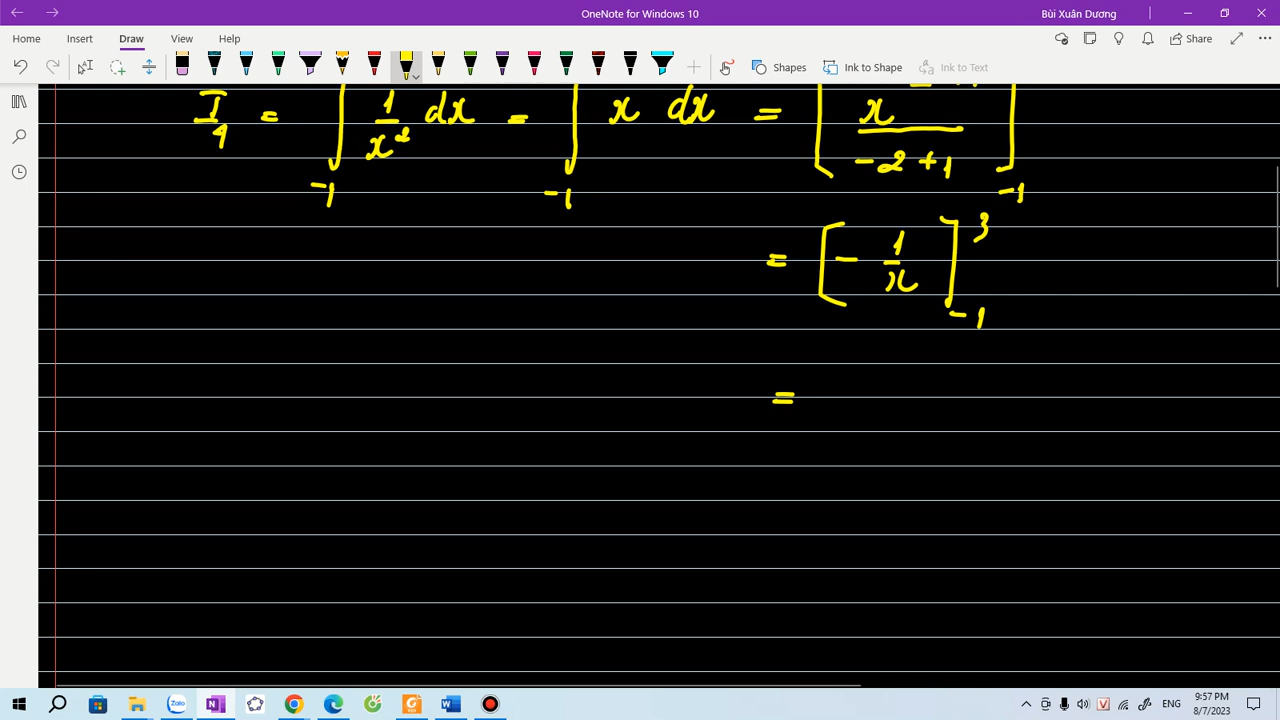 OneNote for Windows 10
Bùi Xuân Dương
Home Insert Draw View Help
Share
Shapes Ink to Shape Ink to Text
I₄ = ∫ 1/x² dx = ∫ x dx = [ x / -2+1 ]
-1 -1 -1
= [ - 1/x ] 3
-1
=
Zalo
ENG
9:57 PM
8/7/2023